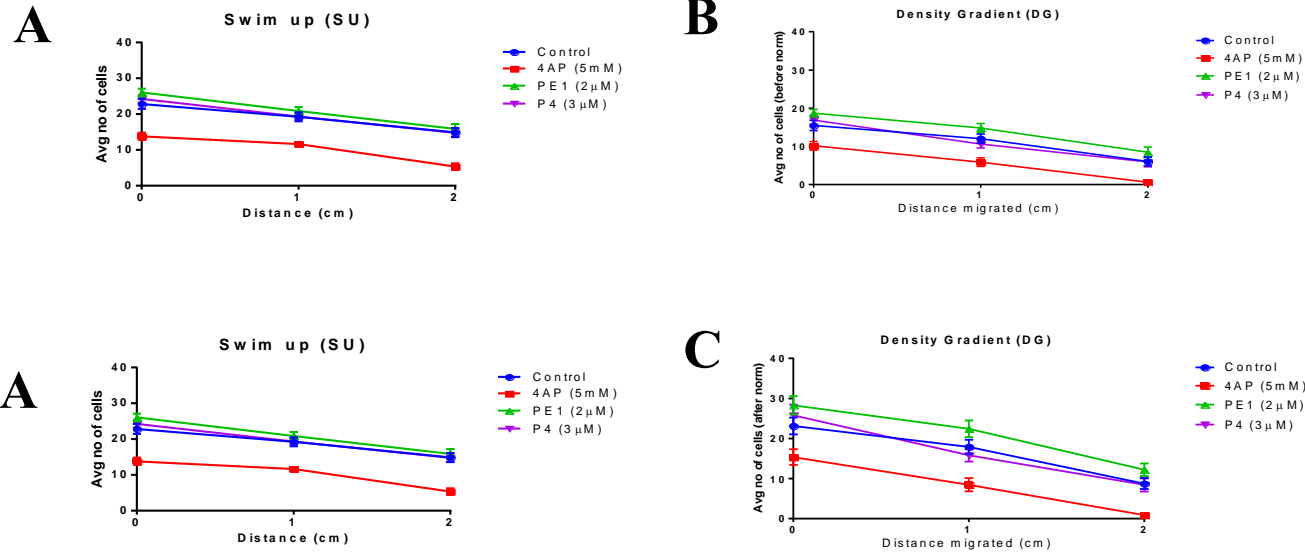 A
Swim up (SU)
Avg no of cells
40
30
20
10
0
0 1 2
Distance (cm)
Control
4AP (5mM)
PE1 (2µM)
P4 (3µM)
B
Density Gradient (DG)
Avg no of cells (before norm)
40
30
20
10
0
0 1 2
Distance migrated (cm)
Control
4AP (5mM)
PE1 (2µM)
P4 (3µM)
A
Swim up (SU)
Avg no of cells
40
30
20
10
0
0 1 2
Distance (cm)
Control
4AP (5mM)
PE1 (2µM)
P4 (3µM)
C
Density Gradient (DG)
Avg no of cells (after norm)
40
30
20
10
0
0 1 2
Distance migrated (cm)
Control
4AP (5mM)
PE1 (2µM)
P4 (3µM)